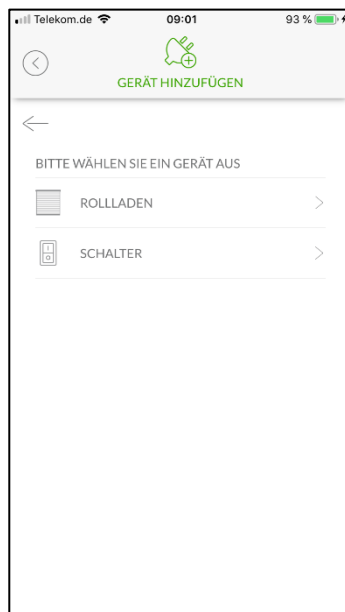 Telekom.de 09:01 93 %
GERÄT HINZUFÜGEN
BITTE WÄHLEN SIE EIN GERÄT AUS
ROLLLADEN
SCHALTER